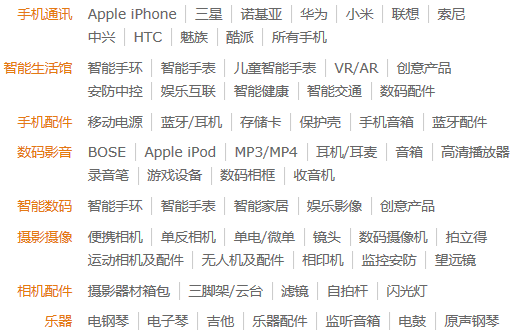 手机通讯 Apple iPhone 三星 诺基亚 华为 小米 联想 索尼
中兴 HTC 魅族 酷派 所有手机
智能生活馆 智能手环 智能手表 儿童智能手表 VR/AR 创意产品
安防中控 娱乐互联 智能健康 智能交通 数码配件
手机配件 移动电源 蓝牙/耳机 存储卡 保护壳 手机音箱 蓝牙配件
数码影音 BOSE Apple iPod MP3/MP4 耳机/耳麦 音箱 高清播放器
录音笔 游戏设备 数码相框 收音机
智能数码 智能手环 智能手表 智能家居 娱乐影像 创意产品
摄影摄像 便携相机 单反相机 单电/微单 镜头 数码摄像机 拍立得
运动相机及配件 无人机及配件 相印机 监控安防 望远镜
相机配件 摄影器材箱包 三脚架/云台 滤镜 自拍杆 闪光灯
乐器 电钢琴 电子琴 吉他 乐器配件 监听音箱 电鼓 原声钢琴